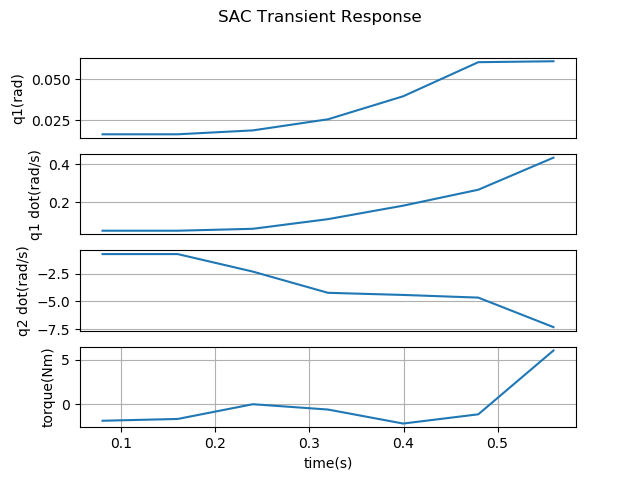 SAC Transient Response
q1(rad)
0.050
0.025
q1 dot(rad/s)
0.4
0.2
q2 dot(rad/s)
−2.5
−5.0
−7.5
torque(Nm)
5
0
0.1 0.2 0.3 0.4 0.5
time(s)